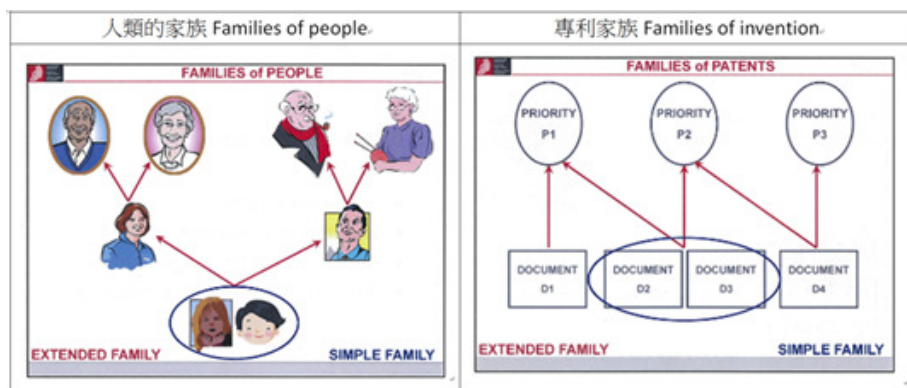 人類的家族 Families of people
專利家族 Families of invention
FAMILIES of PEOPLE
EXTENDED FAMILY
SIMPLE FAMILY
FAMILIES of PATENTS
PRIORITY
P1
PRIORITY
P2
PRIORITY
P3
DOCUMENT
D1
DOCUMENT
D2
DOCUMENT
D3
DOCUMENT
D4
EXTENDED FAMILY
SIMPLE FAMILY